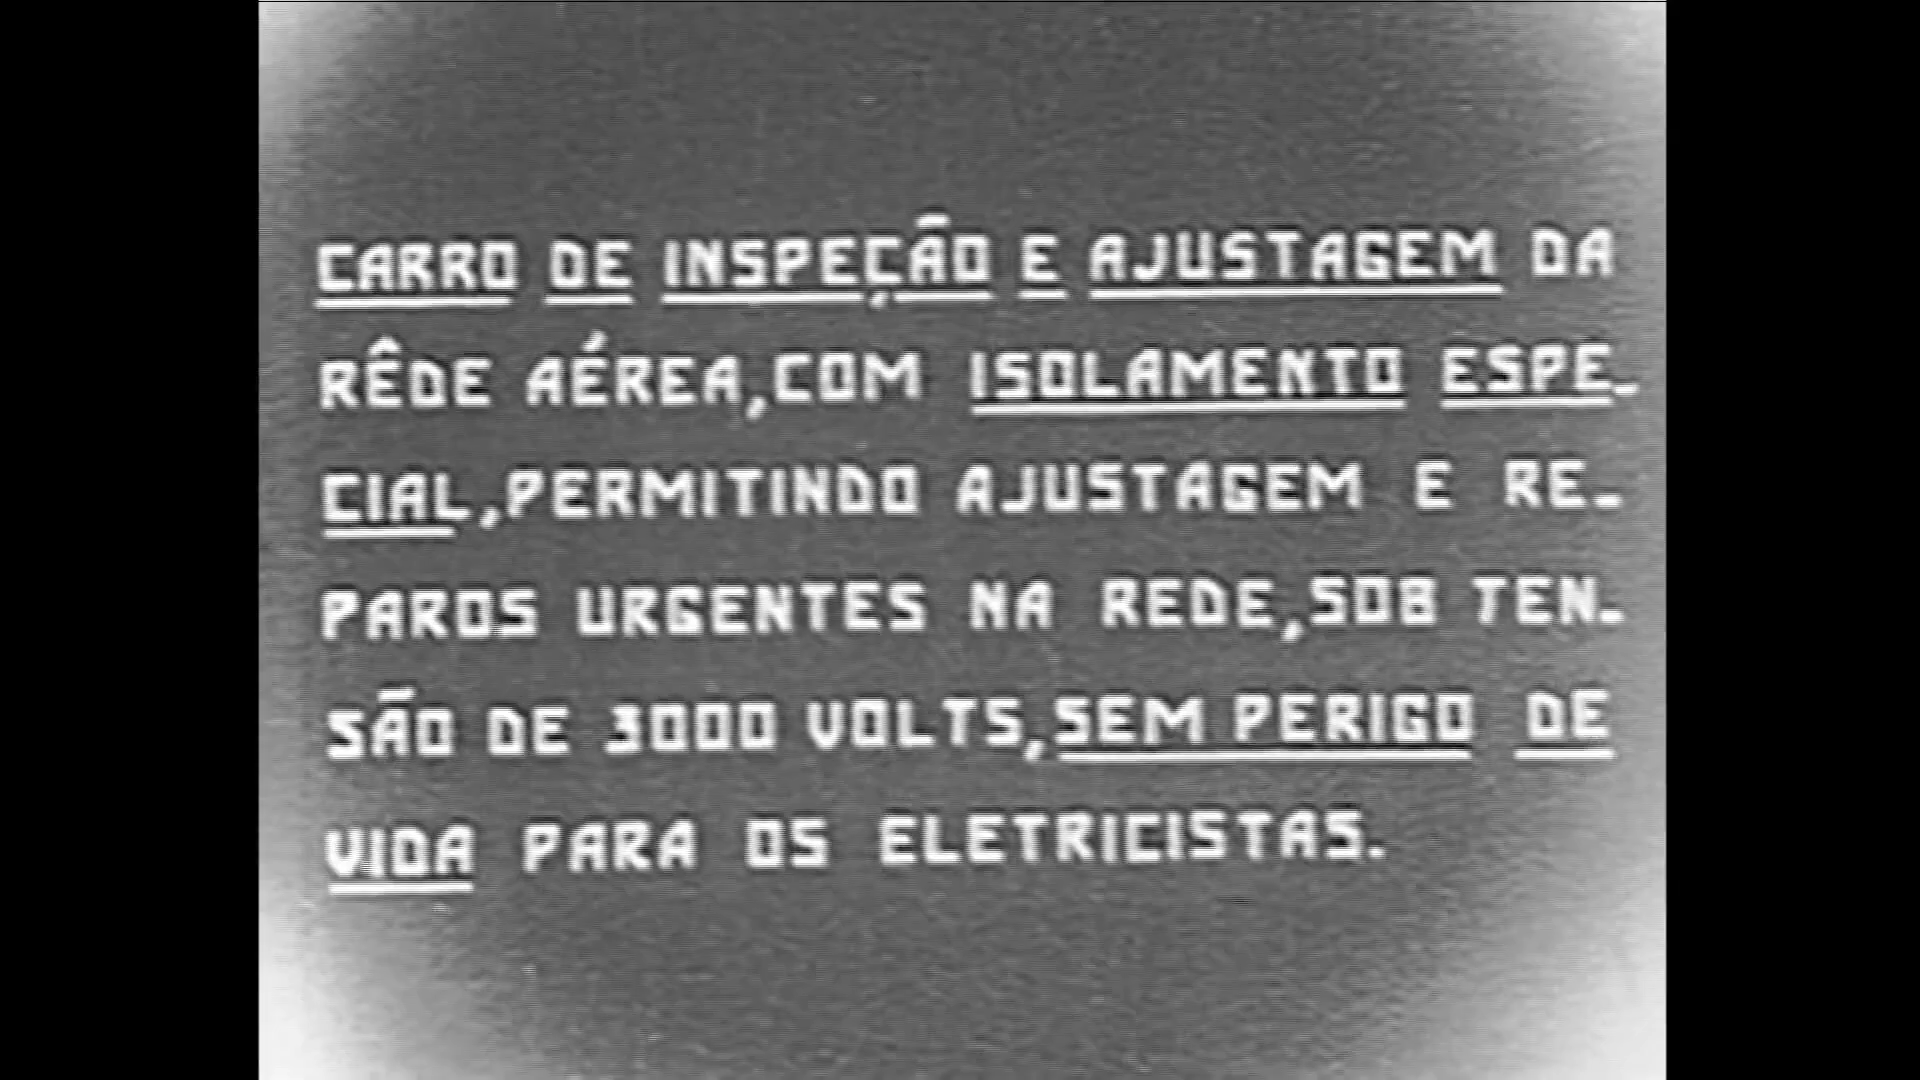 CARRO DE INSPEÇÃO E AJUSTAGEM DA
RÊDE AÉREA,COM ISOLAMENTO ESPE-
CIAL,PERMITINDO AJUSTAGEM E RE-
PAROS URGENTES NA REDE,SOB TEN-
SÃO DE 3000 VOLTS,SEM PERIGO DE
VIDA PARA OS ELETRICISTAS.